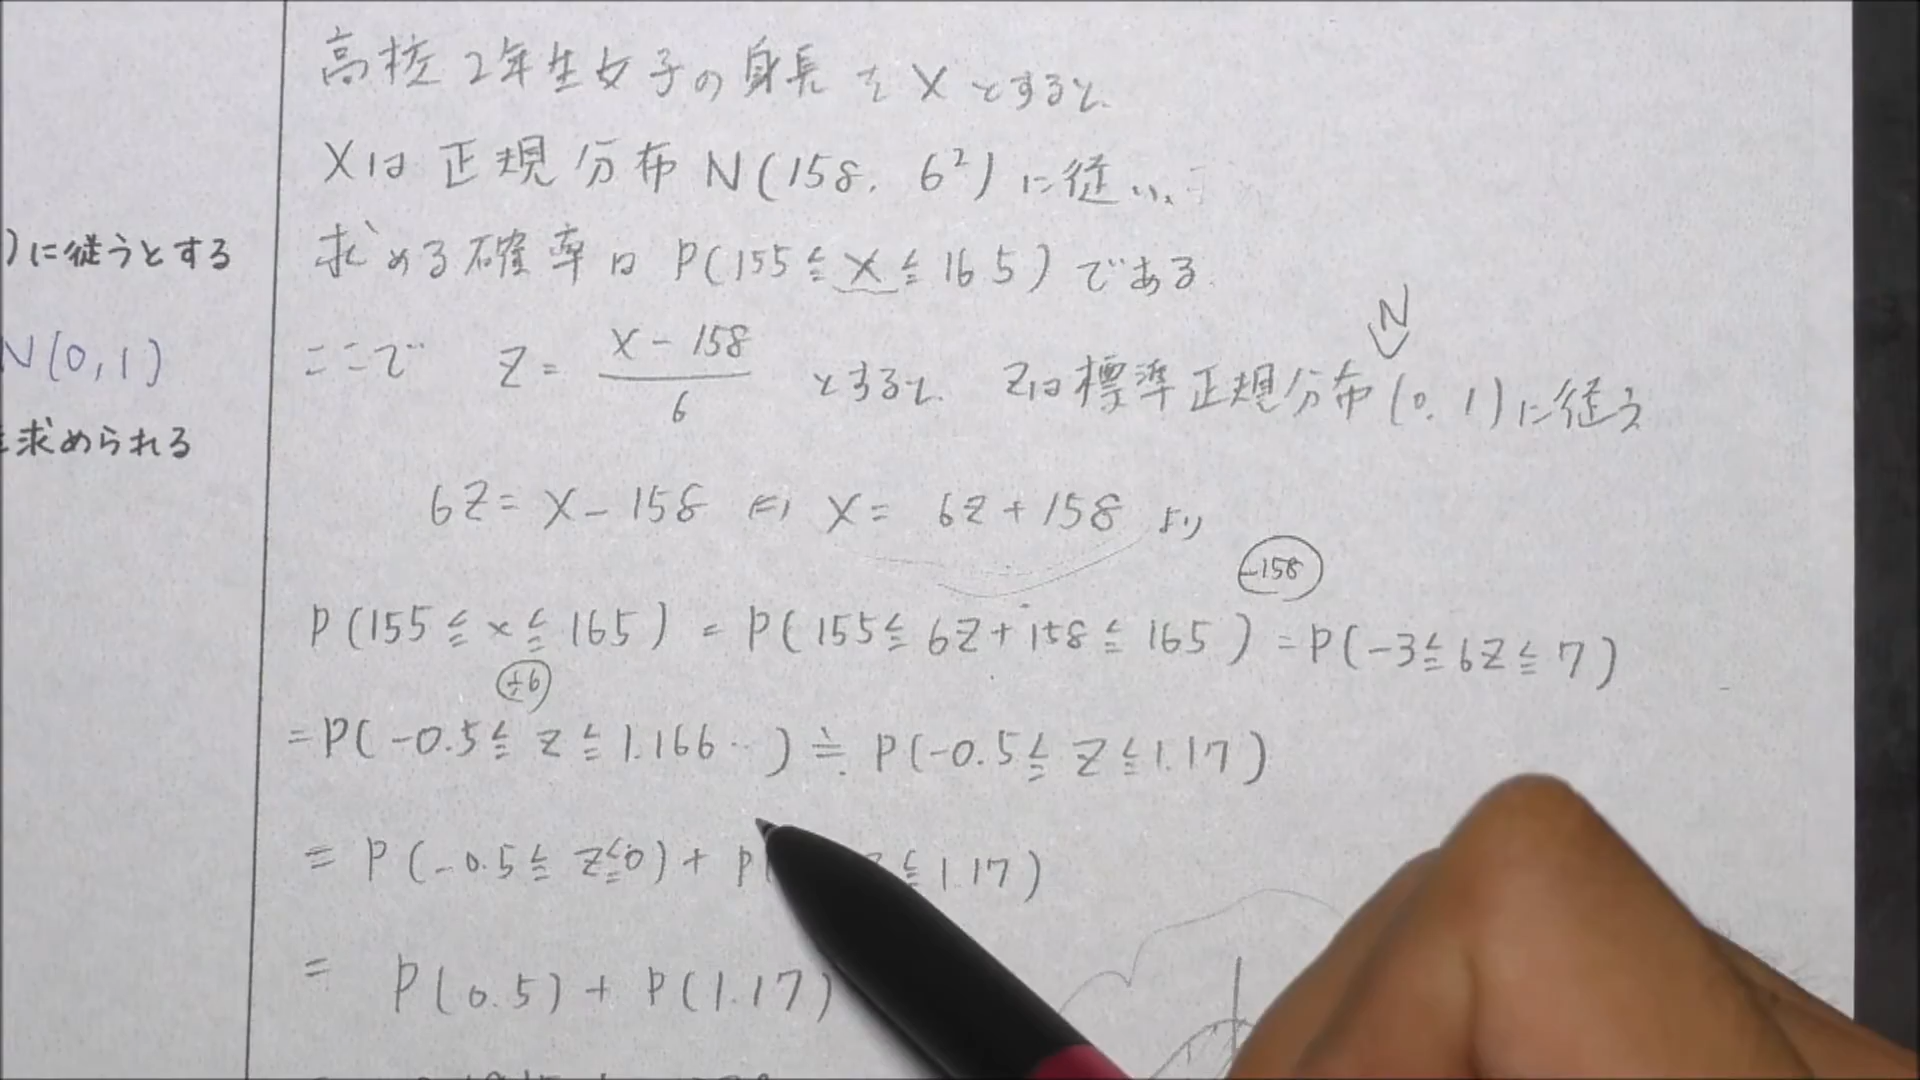 )に従うとする
N(0,1)
求められる
高校2年生女子の身長をXとすると、
Xは正規分布N(158, 6²)に従い、
求める確率はP(155≦X≦165)である
ここで Z= X-158/6 とすると、Zは標準正規分布(0, 1)に従う
N
6Z=X-158 ⇔ X=6Z+158 より
-158
P(155≦X≦165)=P(155≦6Z+158≦165)=P(-3≦6Z≦7)
÷6
=P(-0.5≦Z≦1.166‥)≒P(-0.5≦Z≦1.17)
=P(-0.5≦Z≦0)+P( ≦1.17)
= P(0.5)+P(1.17)